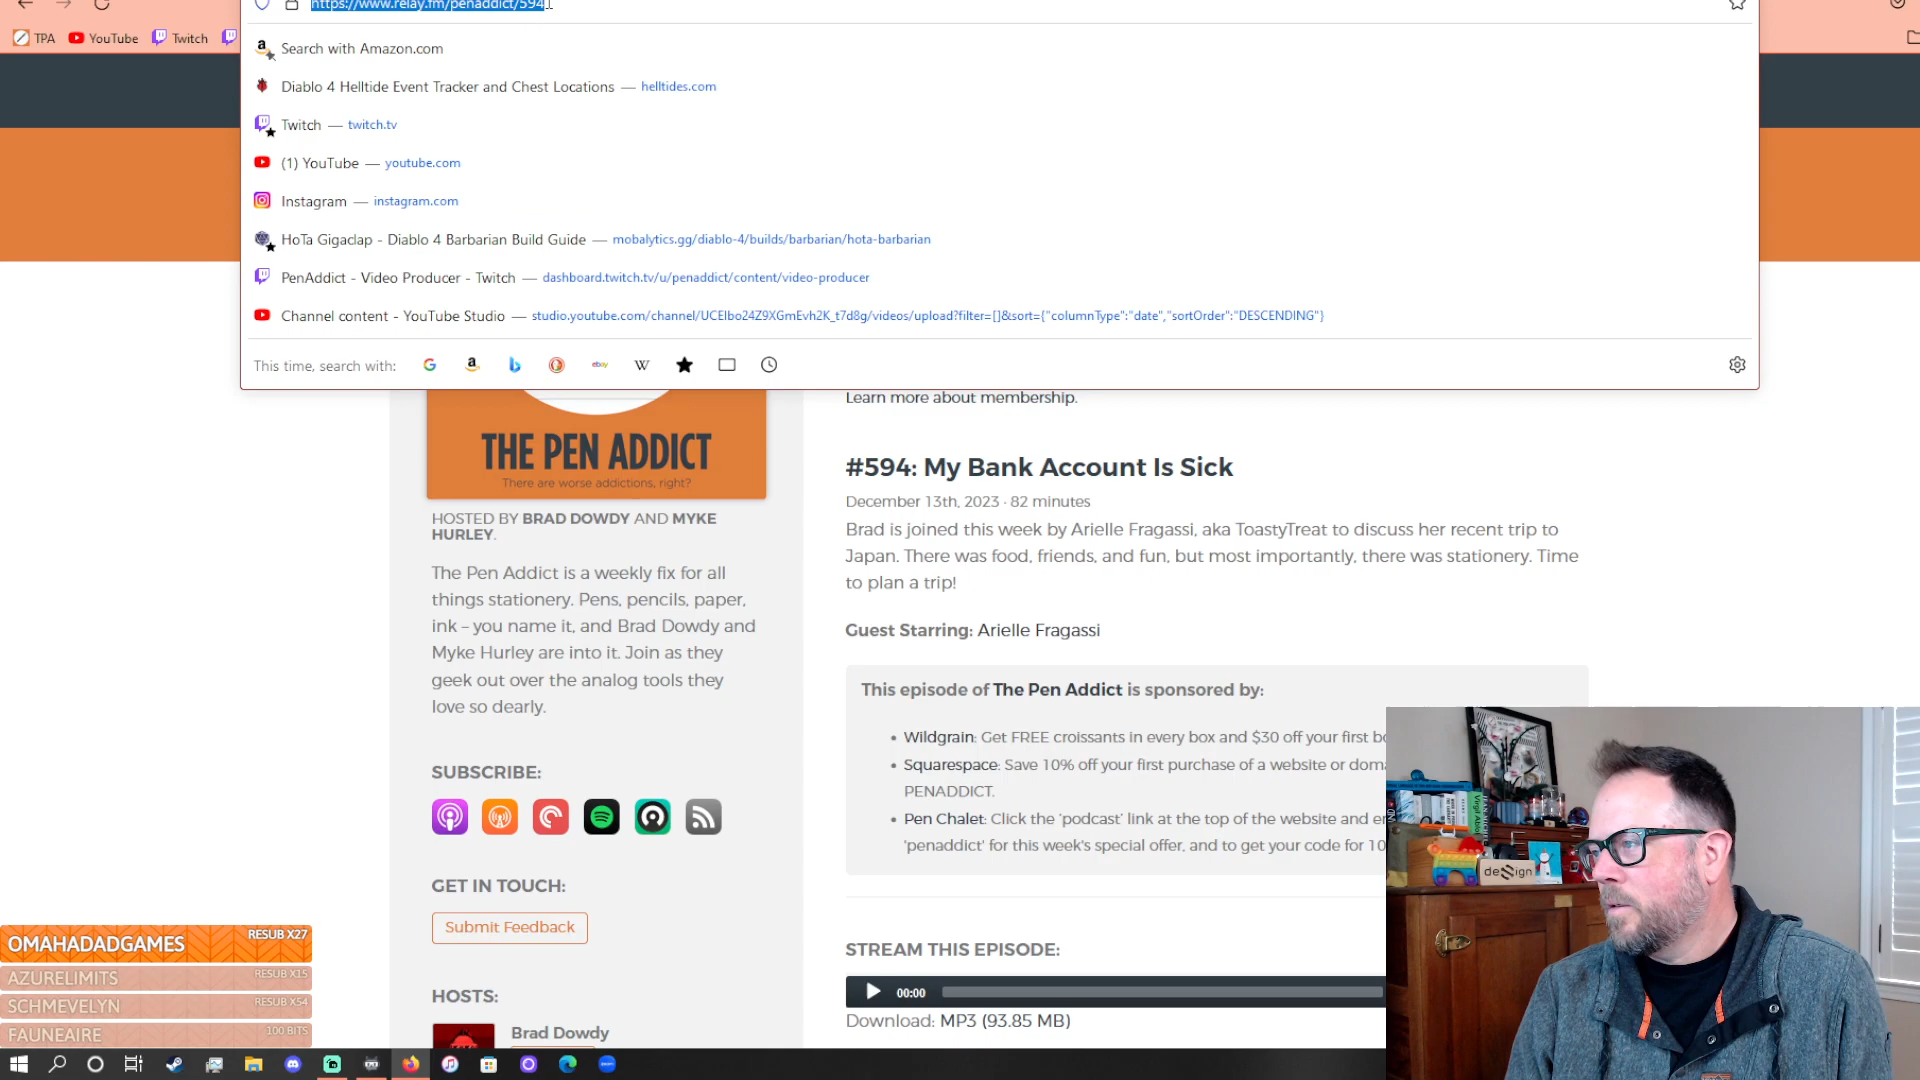 https://www.relay.fm/penaddict/594
TPA
YouTube
Twitch
Search with Amazon.com
Diablo 4 Helltide Event Tracker and Chest Locations — helltides.com
Twitch — twitch.tv
(1) YouTube — youtube.com
Instagram — instagram.com
HoTa Gigaclap - Diablo 4 Barbarian Build Guide — mobalytics.gg/diablo-4/builds/barbarian/hota-barbarian
PenAddict - Video Producer - Twitch — dashboard.twitch.tv/u/penaddict/content/video-producer
Channel content - YouTube Studio — studio.youtube.com/channel/UCEIbo24Z9XGmEvh2K_t7d8g/videos/upload?filter=[]&sort={"columnType":"date","sortOrder":"DESCENDING"}
This time, search with:
THE PEN ADDICT
There are worse addictions, right?
HOSTED BY BRAD DOWDY AND MYKE
HURLEY.
The Pen Addict is a weekly fix for all
things stationery. Pens, pencils, paper,
ink – you name it, and Brad Dowdy and
Myke Hurley are into it. Join as they
geek out over the analog tools they
love so dearly.
SUBSCRIBE:
GET IN TOUCH:
Submit Feedback
HOSTS:
Brad Dowdy
Learn more about membership.
#594: My Bank Account Is Sick
December 13th, 2023 · 82 minutes
Brad is joined this week by Arielle Fragassi, aka ToastyTreat to discuss her recent trip to
Japan. There was food, friends, and fun, but most importantly, there was stationery. Time
to plan a trip!
Guest Starring: Arielle Fragassi
This episode of The Pen Addict is sponsored by:
Wildgrain: Get FREE croissants in every box and $30 off your first
Squarespace: Save 10% off your first purchase of a website or
PENADDICT.
Pen Chalet: Click the 'podcast' link at the top of the website and
'penaddict' for this week's special offer, and to get your code for
STREAM THIS EPISODE:
00:00
Download: MP3 (93.85 MB)
OMAHADADGAMES RESUB X27
AZURELIMITS RESUB X15
SCHMEVELYN RESUB X54
FAUNEAIRE 100 BITS